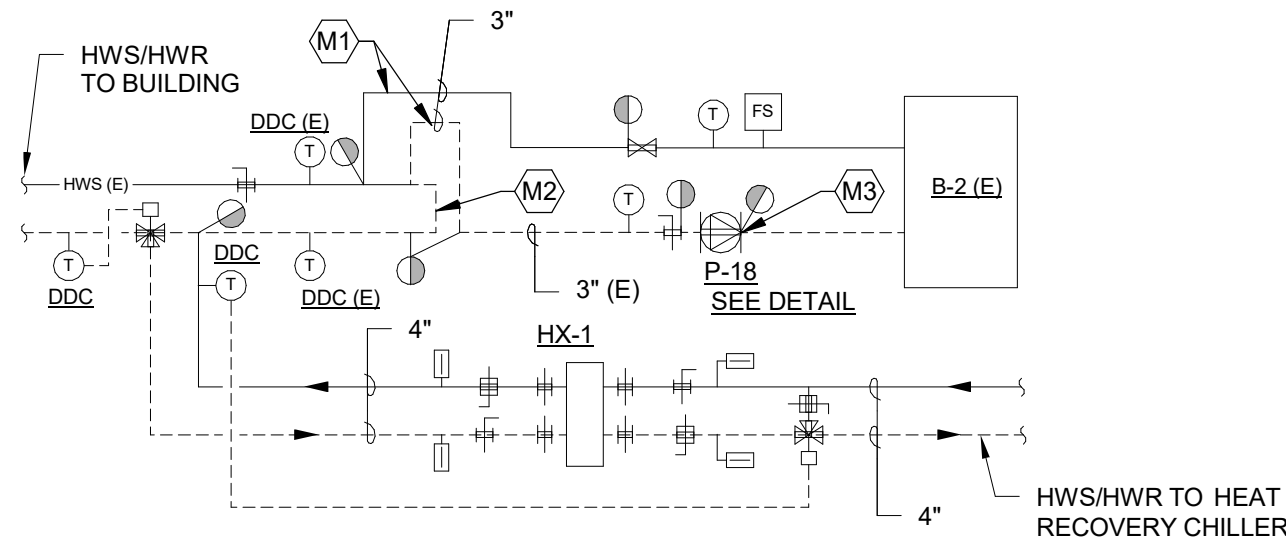 3"
M1
HWS/HWR
TO BUILDING
DDC (E)
T
T
FS
HWS (E)
M2
T
M3
B-2 (E)
T
DDC
DDC
T
T
DDC (E)
3" (E)
P-18
SEE DETAIL
4"
HX-1
4"
HWS/HWR TO HEAT
RECOVERY CHILLER